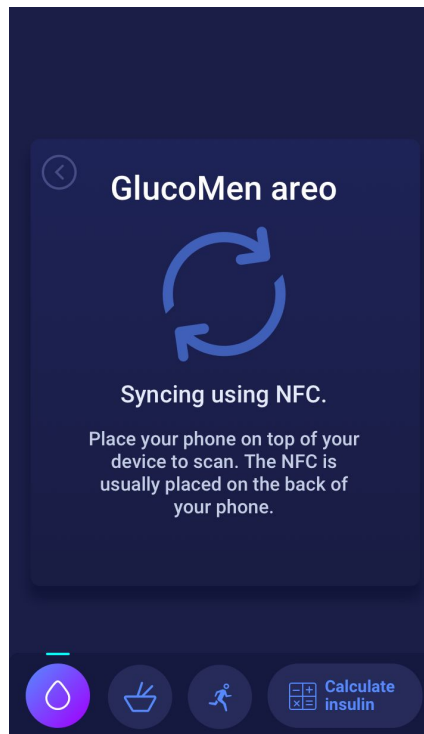 GlucoMen areo
Syncing using NFC.
Place your phone on top of your
device to scan. The NFC is
usually placed on the back of
your phone.
Calculate
insulin